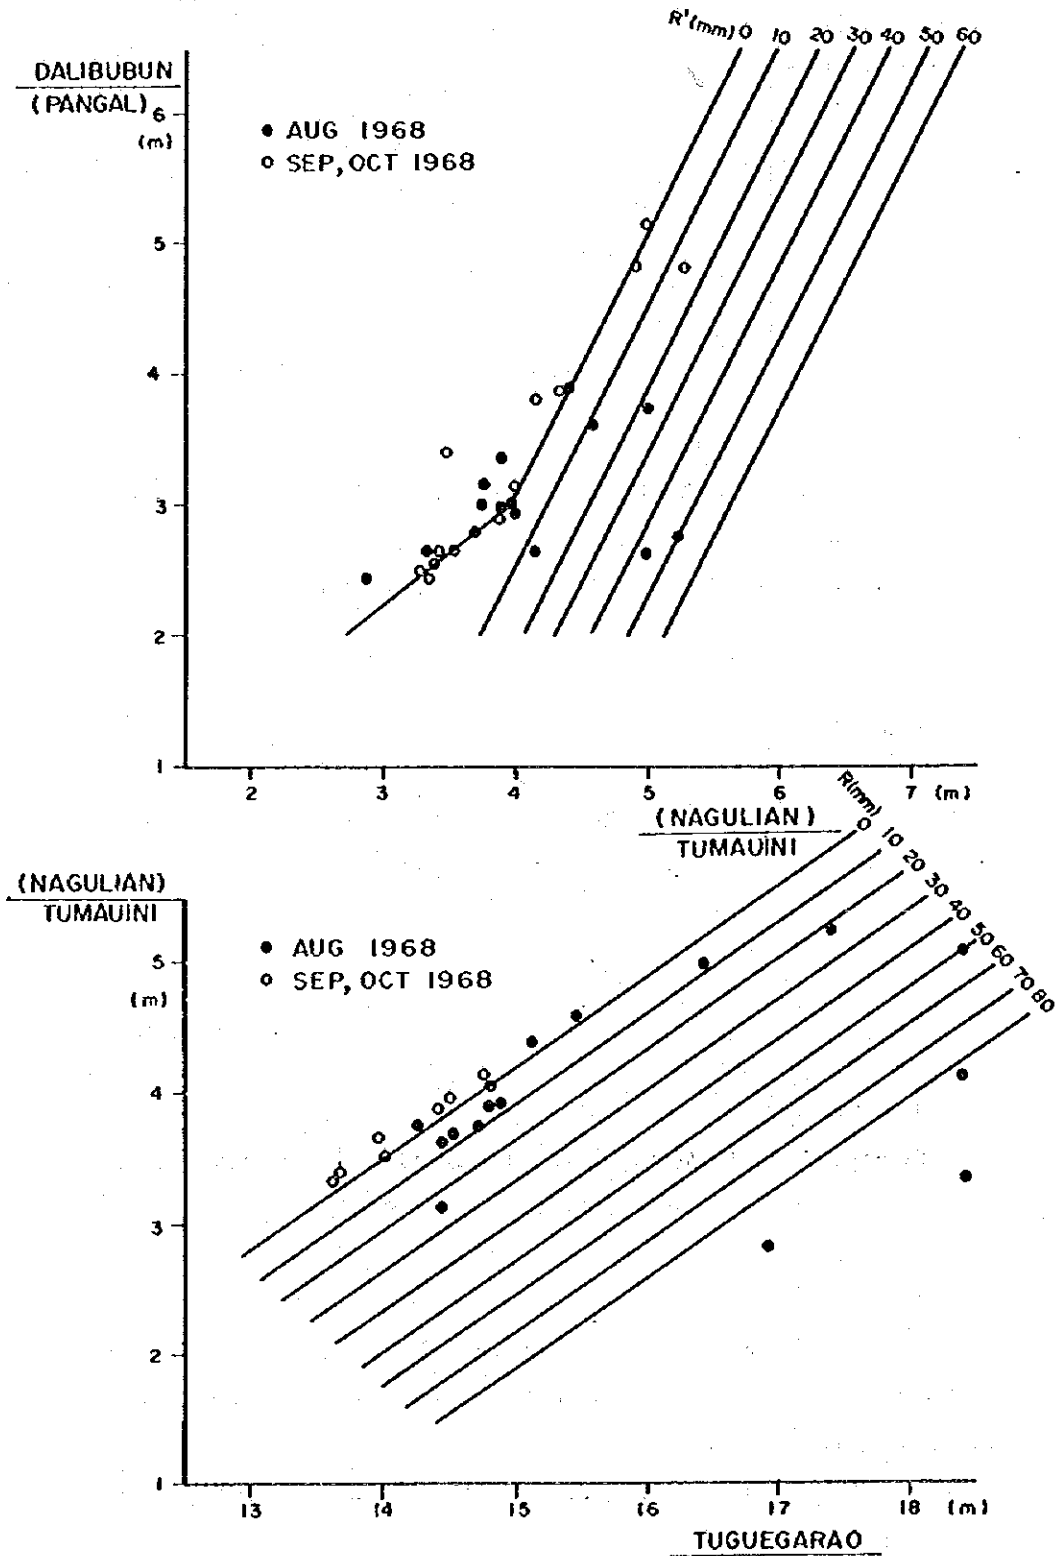 R'(mm) 0 10 20 30 40 50 60
DALIBUBUN
(PANGAL)
(m)
6
5
4
3
2
1
● AUG 1968
○ SEP, OCT 1968
2 3 4 5 6 7 (m)
(NAGULIAN)
TUMAUINI
R(mm)
0 10 20 30 40 50 60 70 80
(NAGULIAN)
TUMAUINI
(m)
5
4
3
2
1
● AUG 1968
○ SEP, OCT 1968
13 14 15 16 17 18 (m)
TUGUEGARAO